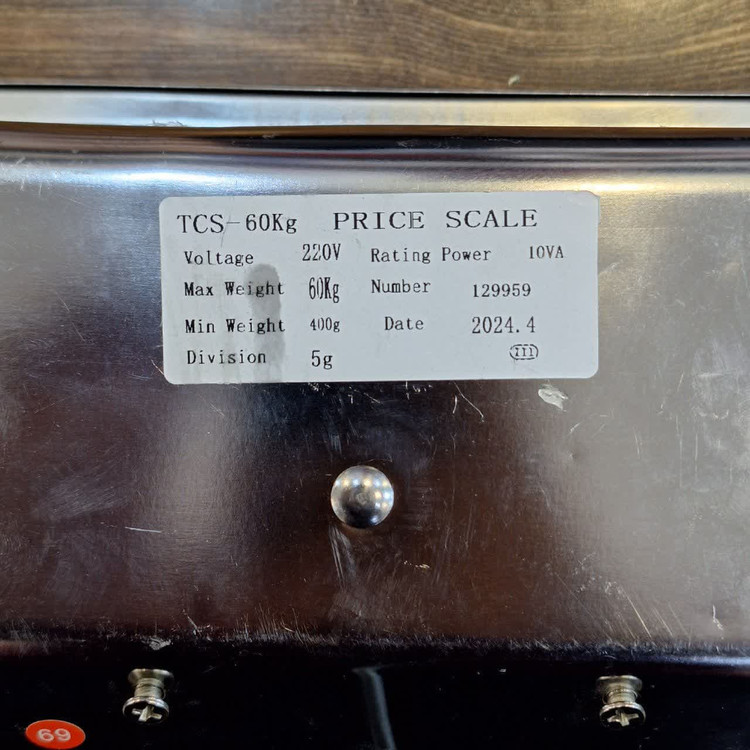 TCS-60Kg PRICE SCALE
Voltage 220V Rating Power 10VA
Max Weight 60Kg Number 129959
Min Weight 400g Date 2024.4
Division 5g III
69